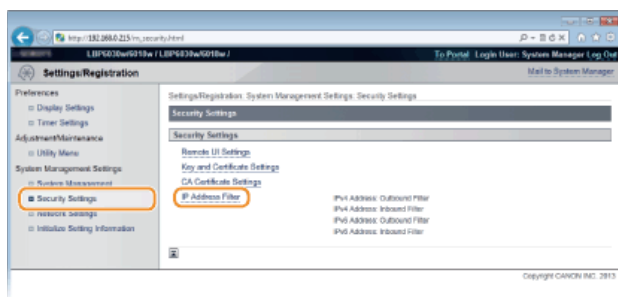 http://192.168.0.215/m_security.html
LBP6030w/6018w / LBP6030w/6018w /
To Portal Login User: System Manager Log Out
Settings/Registration
Mail to System Manager
Preferences
Display Settings
Timer Settings
Adjustment/Maintenance
Utility Menu
System Management Settings
System Management
Security Settings
Network Settings
Initialize Setting Information
Settings/Registration: System Management Settings: Security Settings
Security Settings
Security Settings
Remote UI Settings
Key and Certificate Settings
CA Certificate Settings
IP Address Filter
IPv4 Address: Outbound Filter
IPv4 Address: Inbound Filter
IPv6 Address: Outbound Filter
IPv6 Address: Inbound Filter
Copyright CANON INC. 2013